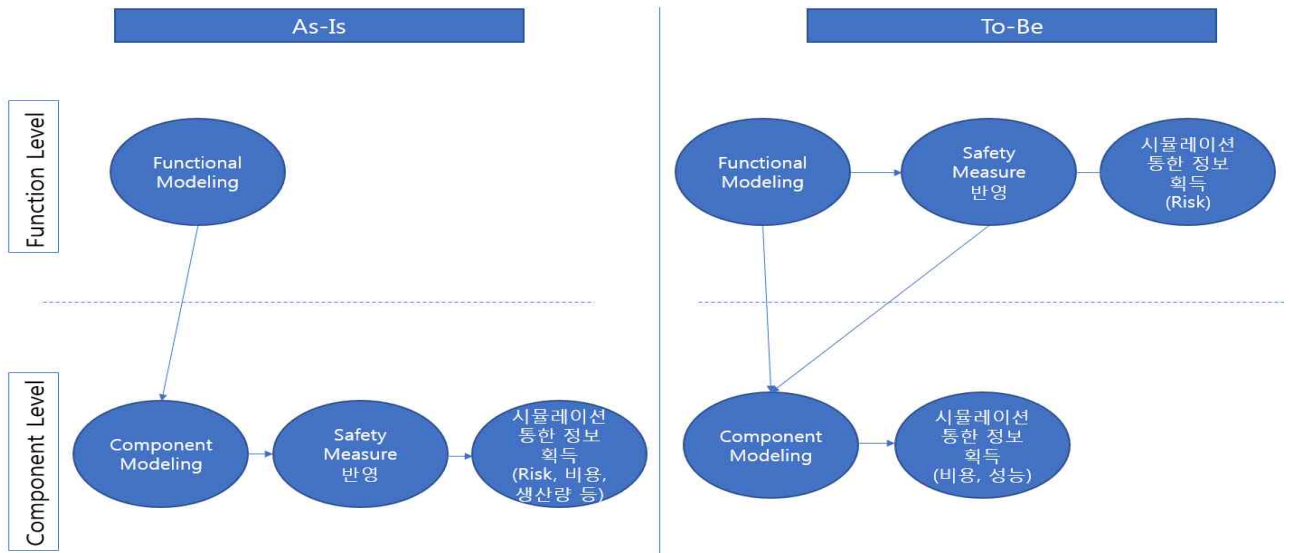 As-Is
To-Be
Function Level
Functional
Modeling
Functional
Modeling
Safety
Measure
반영
시뮬레이션
통한 정보
획득
(Risk)
Component Level
Component
Modeling
Safety
Measure
반영
시뮬레이션
통한 정보
획득
(Risk, 비용,
생산량 등)
Component
Modeling
시뮬레이션
통한 정보
획득
(비용, 성능)